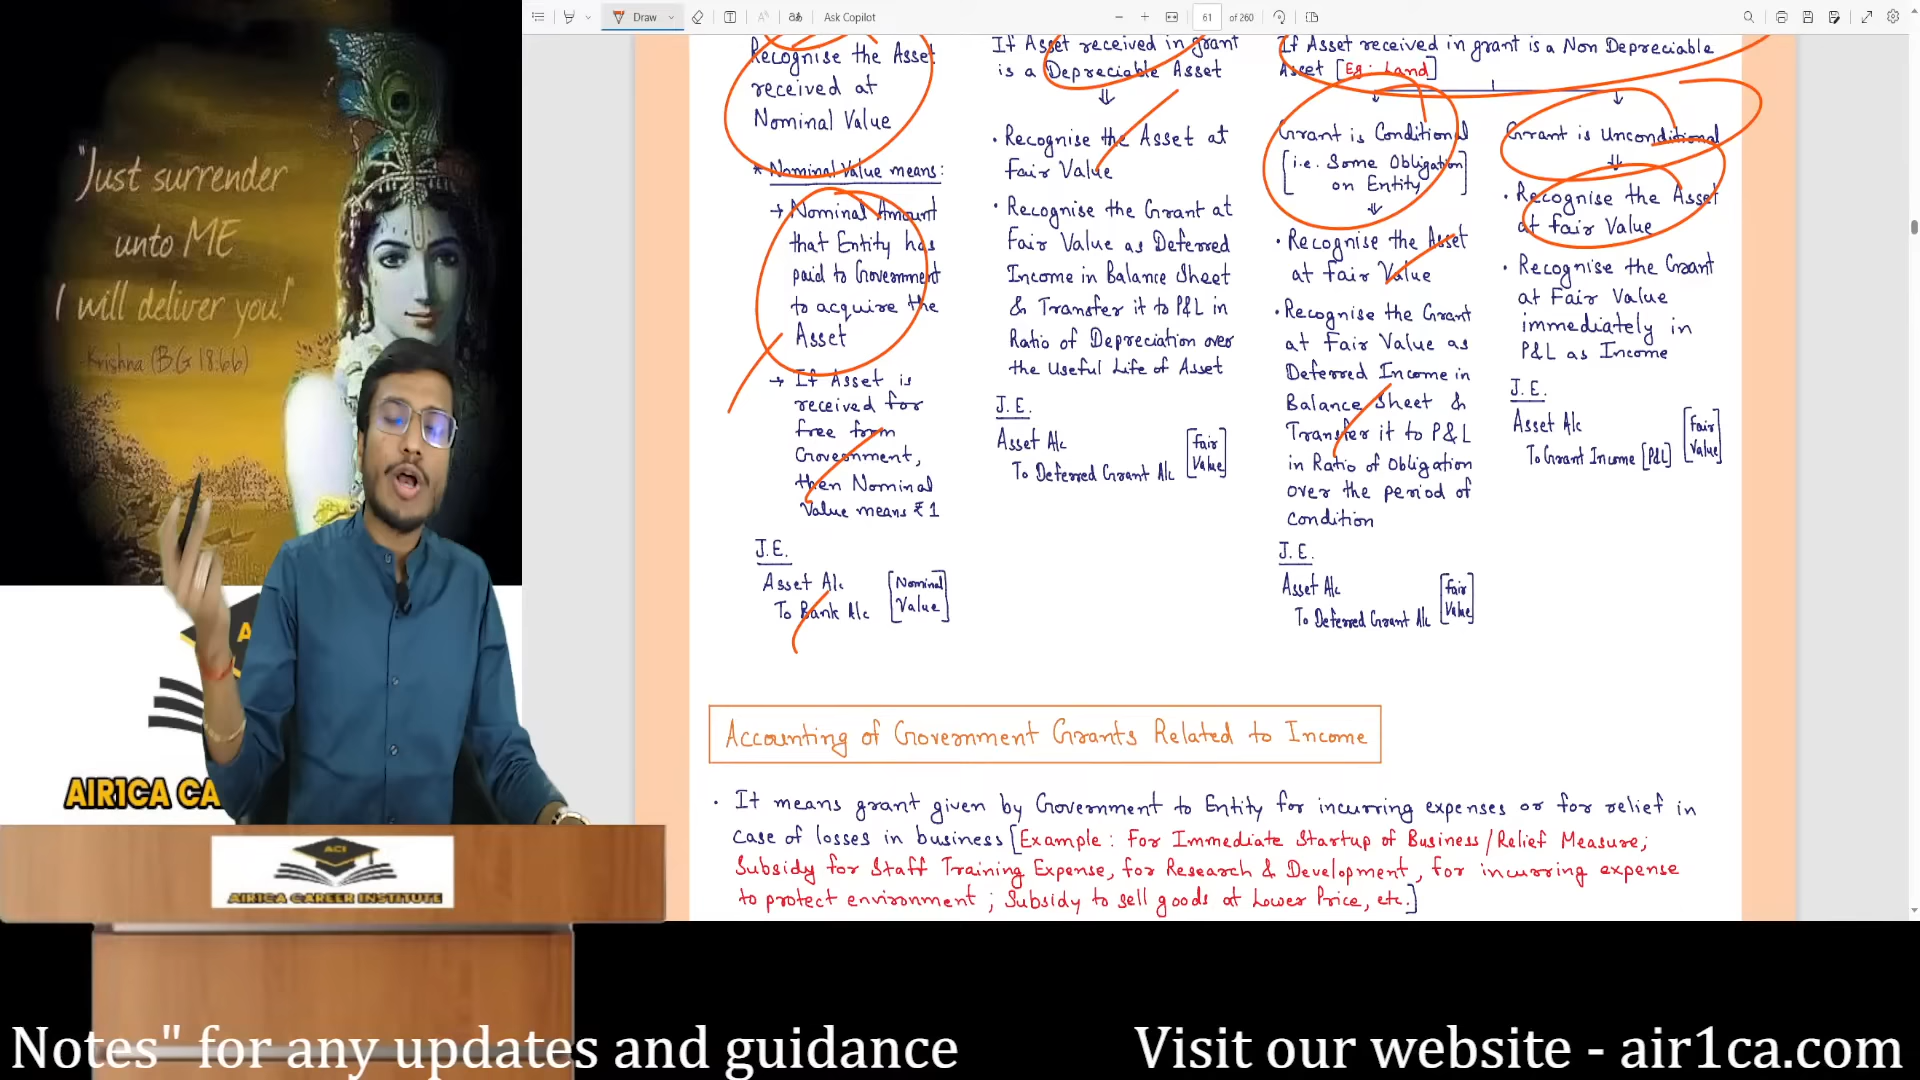 Draw
Ask Copilot
61 of 260
"Just surrender
unto ME
I will deliver you!"
- Krishna (B.G 18:66)
Recognise the Asset
received at
Nominal Value
* Nominal Value means:
→ Nominal Amount
that Entity has
paid to Government
to acquire the
Asset
→ If Asset is
received for
free from
Government,
then Nominal
Value means ₹ 1
J.E.
Asset A/c
To Bank A/c
[Nominal
Value]
If Asset received in grant
is a Depreciable Asset
• Recognise the Asset at
Fair Value
• Recognise the Grant at
Fair Value as Deferred
Income in Balance Sheet
& Transfer it to P&L in
Ratio of Depreciation over
the Useful Life of Asset
J.E.
Asset A/c
To Deferred Grant A/c
[Fair
Value]
If Asset received in grant is a Non Depreciable
Asset [Eg: Land]
Grant is Conditional
[i.e. Some Obligation
on Entity]
• Recognise the Asset
at Fair Value
• Recognise the Grant
at Fair Value as
Deferred Income in
Balance Sheet &
Transfer it to P&L
in Ratio of Obligation
over the period of
Condition
J.E.
Asset A/c
To Deferred Grant A/c
[Fair
Value]
Grant is Unconditional
• Recognise the Asset
at Fair Value
• Recognise the Grant
at Fair Value
immediately in
P&L as Income
J.E.
Asset A/c
To Grant Income [P&L]
[Fair
Value]
Accounting of Government Grants Related to Income
• It means grant given by Government to Entity for incurring expenses or for relief in
case of losses in business [Example: For Immediate Startup of Business/Relief Measure;
Subsidy for Staff Training Expense, for Research & Development, for incurring expense
to protect environment; Subsidy to sell goods at Lower Price, etc.]
AIR1CA CA
ACI
AIR1CA CAREER INSTITUTE
Notes" for any updates and guidance
Visit our website - air1ca.com